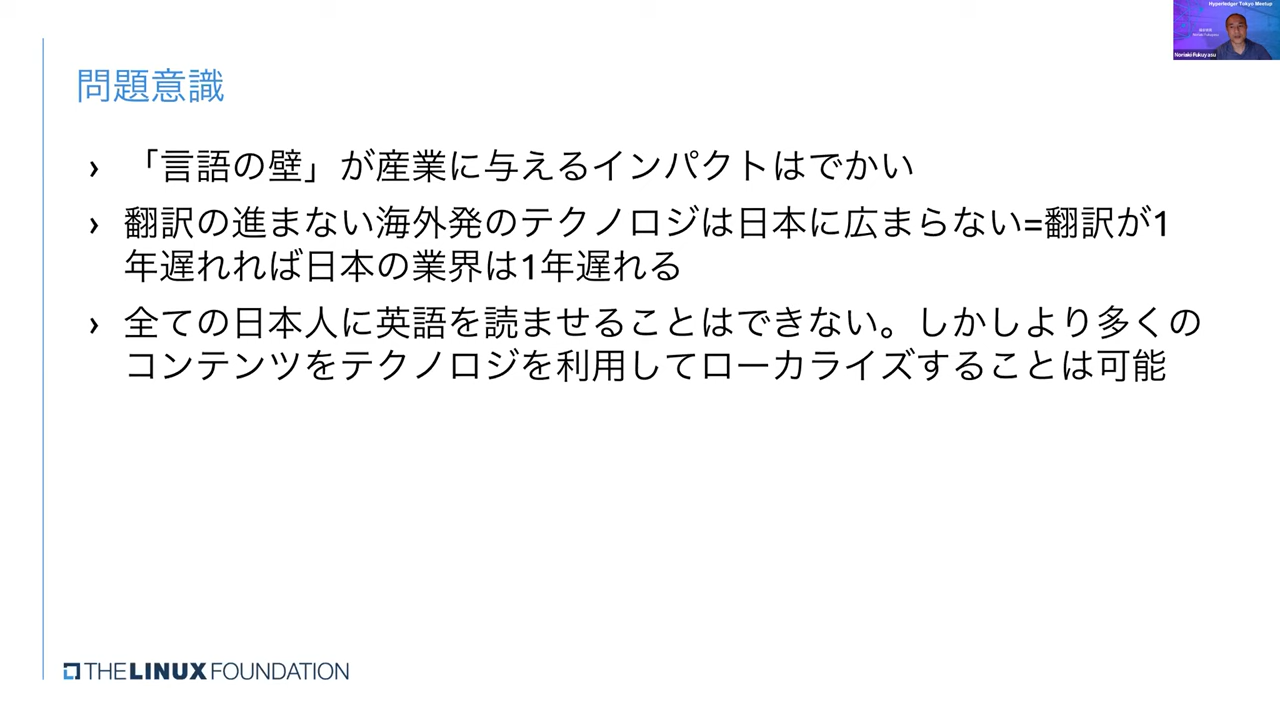 Hyperledger Tokyo Meetup
Noriaki Fukuyasu
Noriaki Fukuyasu
問題意識
› 「言語の壁」が産業に与えるインパクトはでかい
› 翻訳の進まない海外発のテクノロジは日本に広まらない=翻訳が1
年遅れれば日本の業界は1年遅れる
› 全ての日本人に英語を読ませることはできない。しかしより多くの
コンテンツをテクノロジを利用してローカライズすることは可能
THE LINUX FOUNDATION